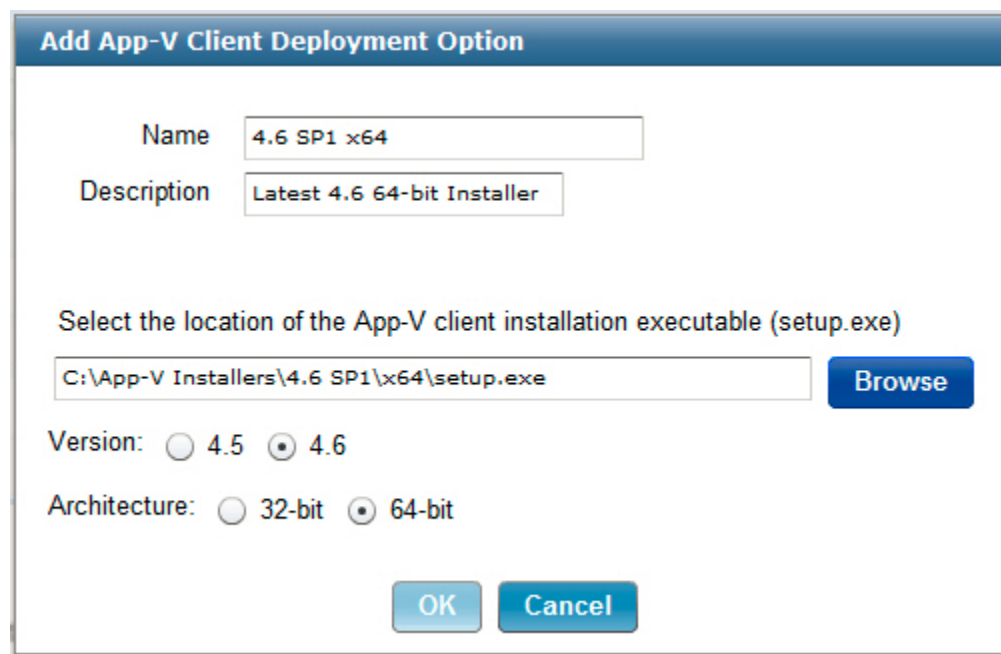 Add App-V Client Deployment Option
Name 4.6 SP1 x64
Description Latest 4.6 64-bit Installer
Select the location of the App-V client installation executable (setup.exe)
C:\App-V Installers\4.6 SP1\x64\setup.exe Browse
Version: 4.5 4.6
Architecture: 32-bit 64-bit
OK Cancel